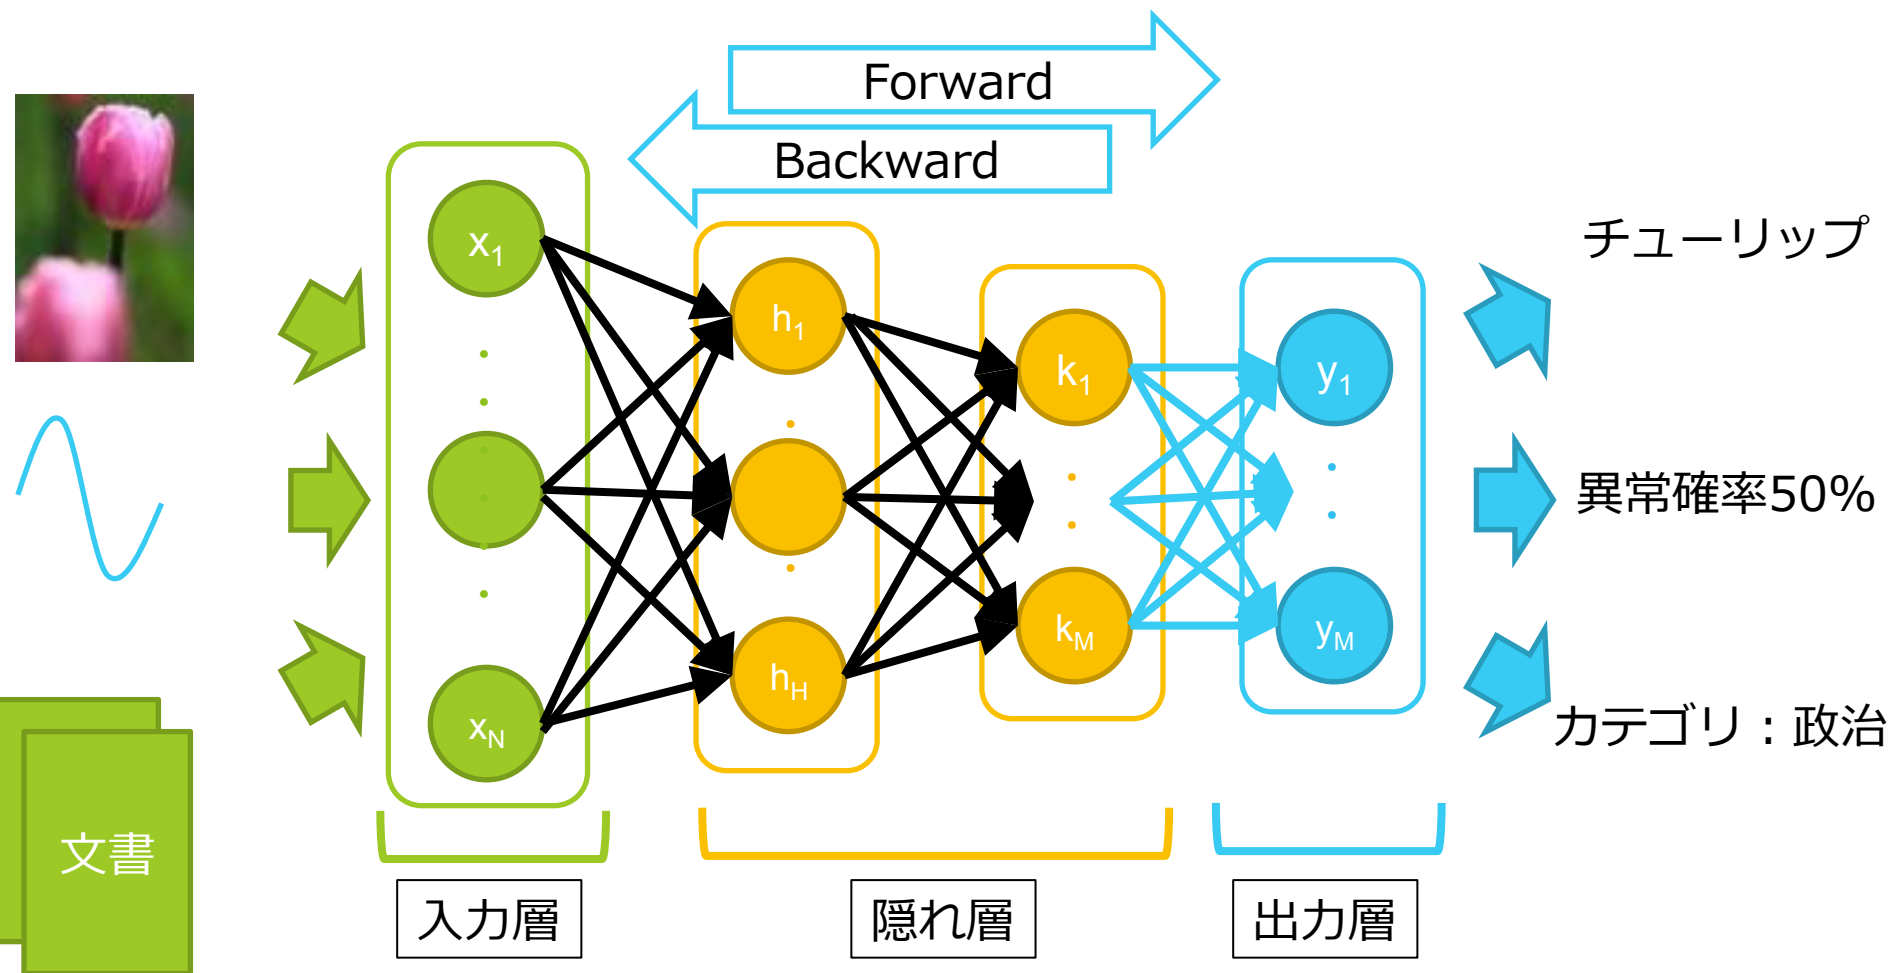 Forward
Backward
x1
h1
k1
y1
xN
hH
kM
yM
チューリップ
異常確率50%
カテゴリ：政治
文書
入力層
隠れ層
出力層